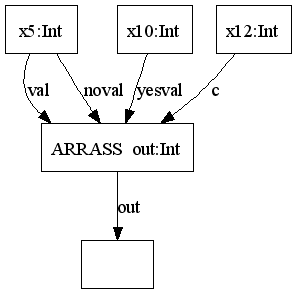 x5:Int x10:Int x12:Int
val noval yesval c
ARRASS out:Int
out